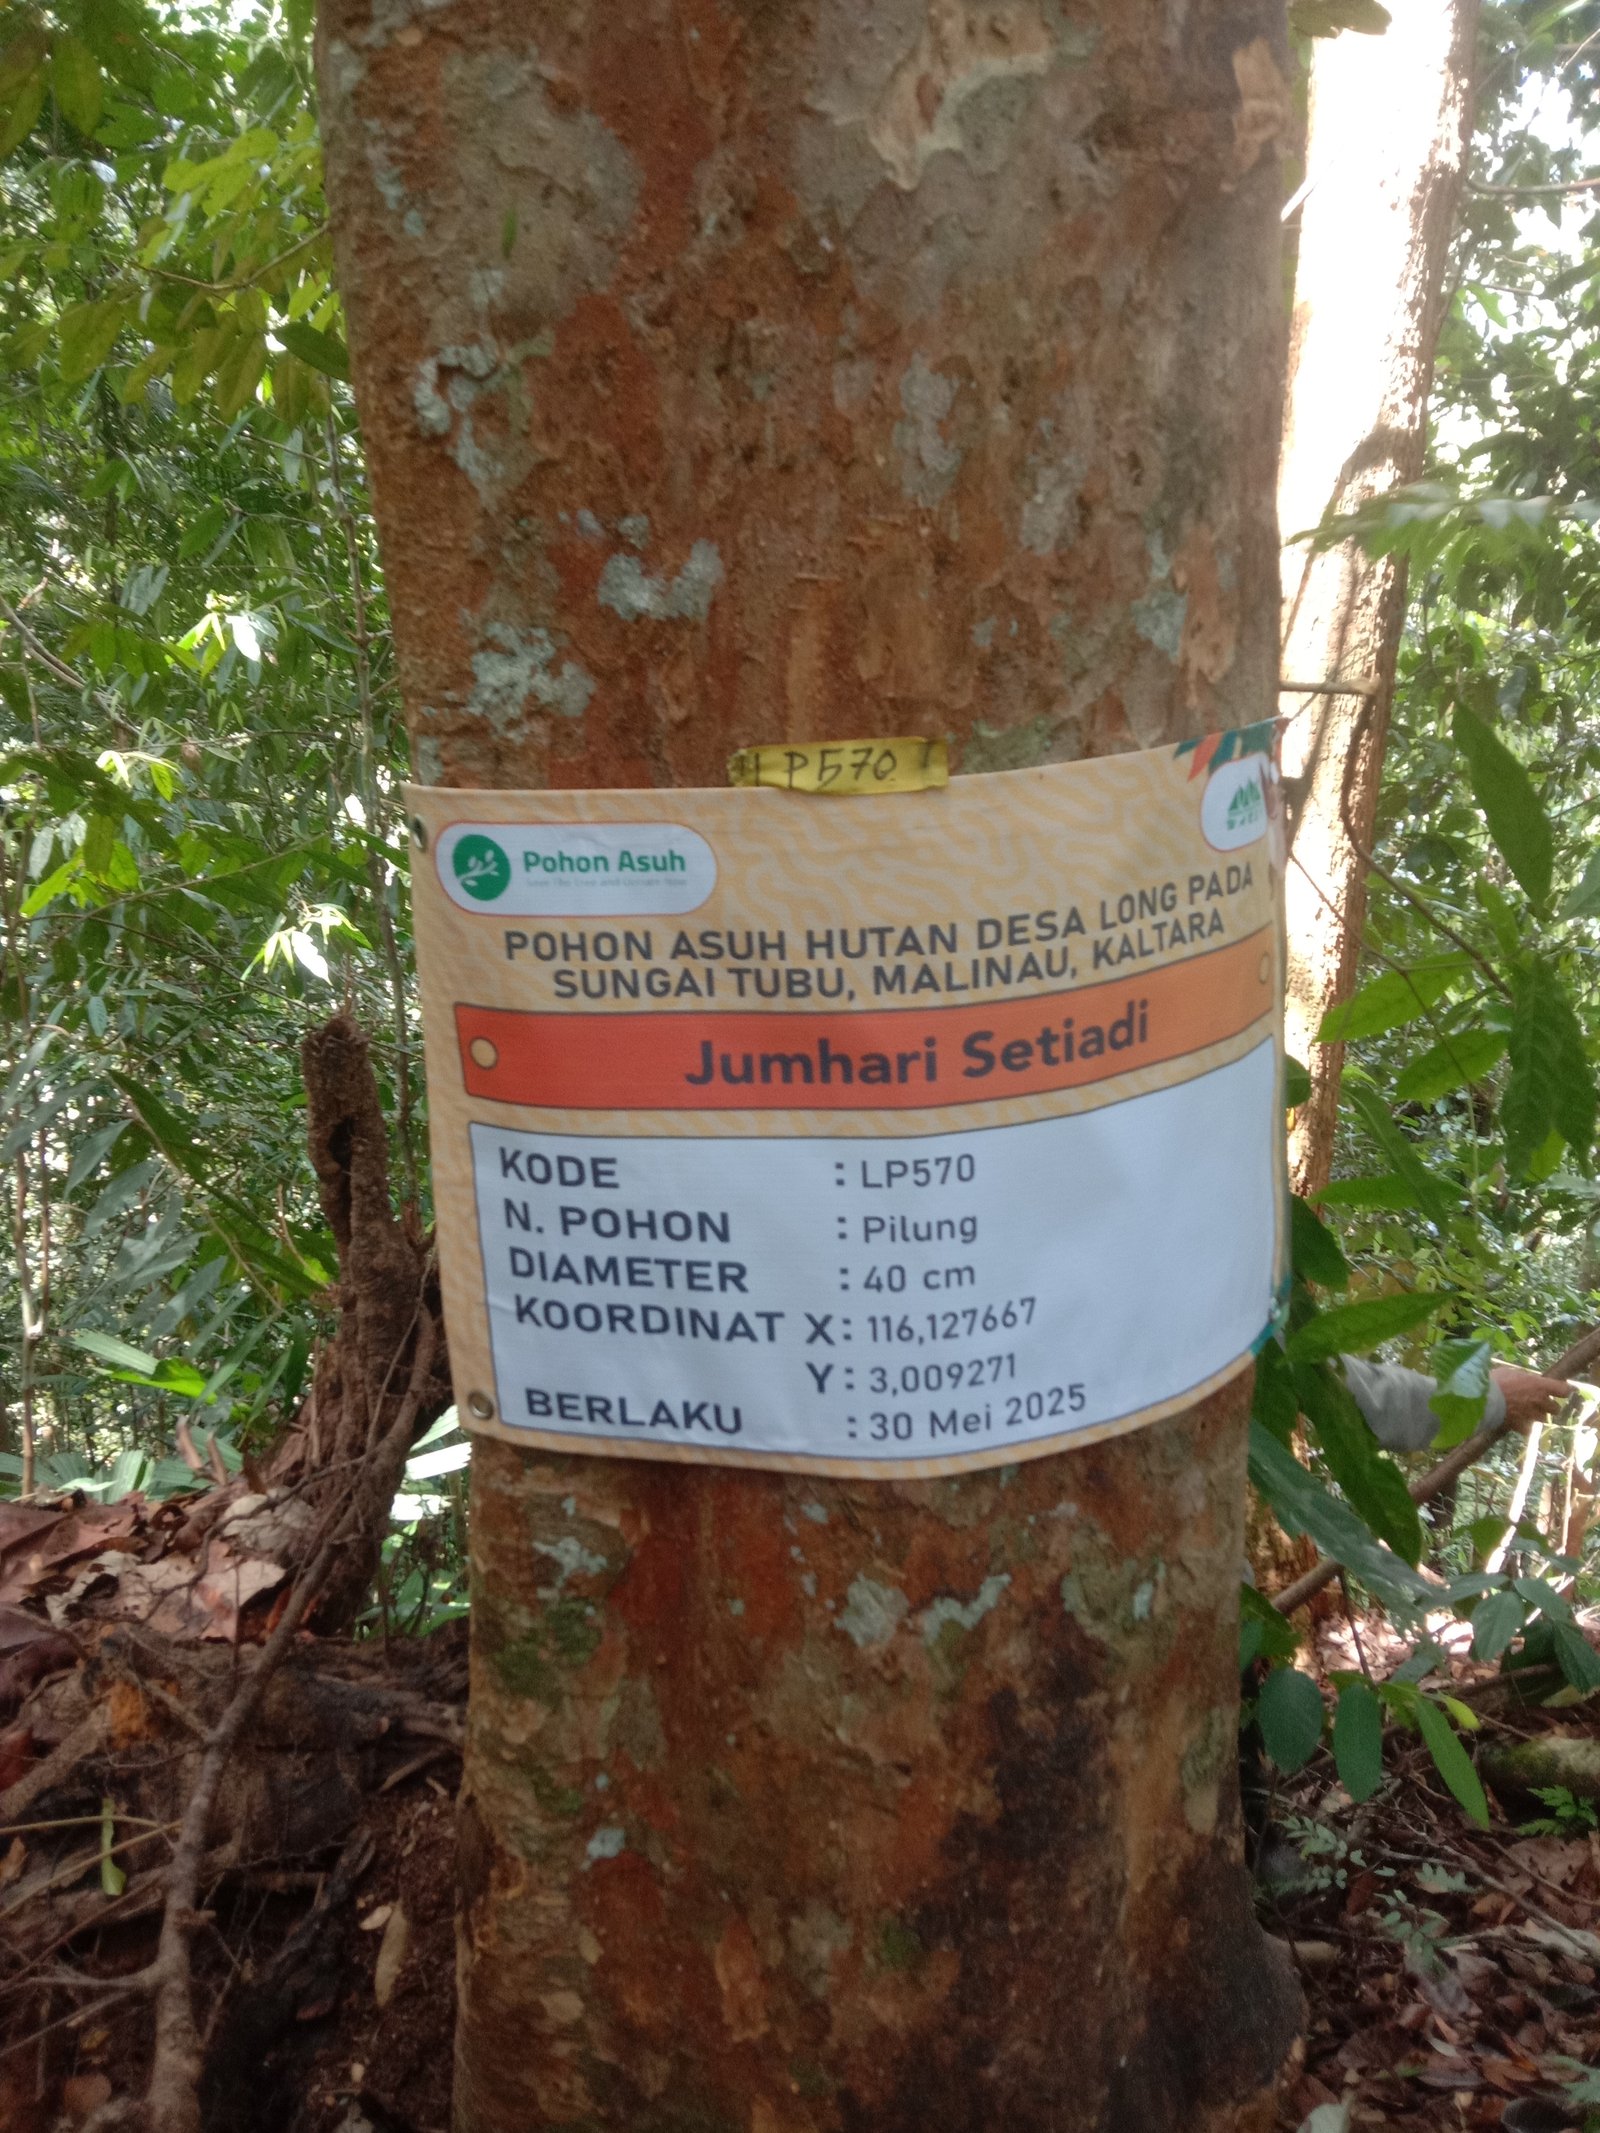 LP570
Pohon Asuh
WARSI
POHON ASUH HUTAN DESA LONG PADA
SUNGAI TUBU, MALINAU, KALTARA
Jumhari Setiadi
KODE : LP570
N. POHON : Pilung
DIAMETER : 40 cm
KOORDINAT X : 116,127667
Y : 3,009271
BERLAKU : 30 Mei 2025